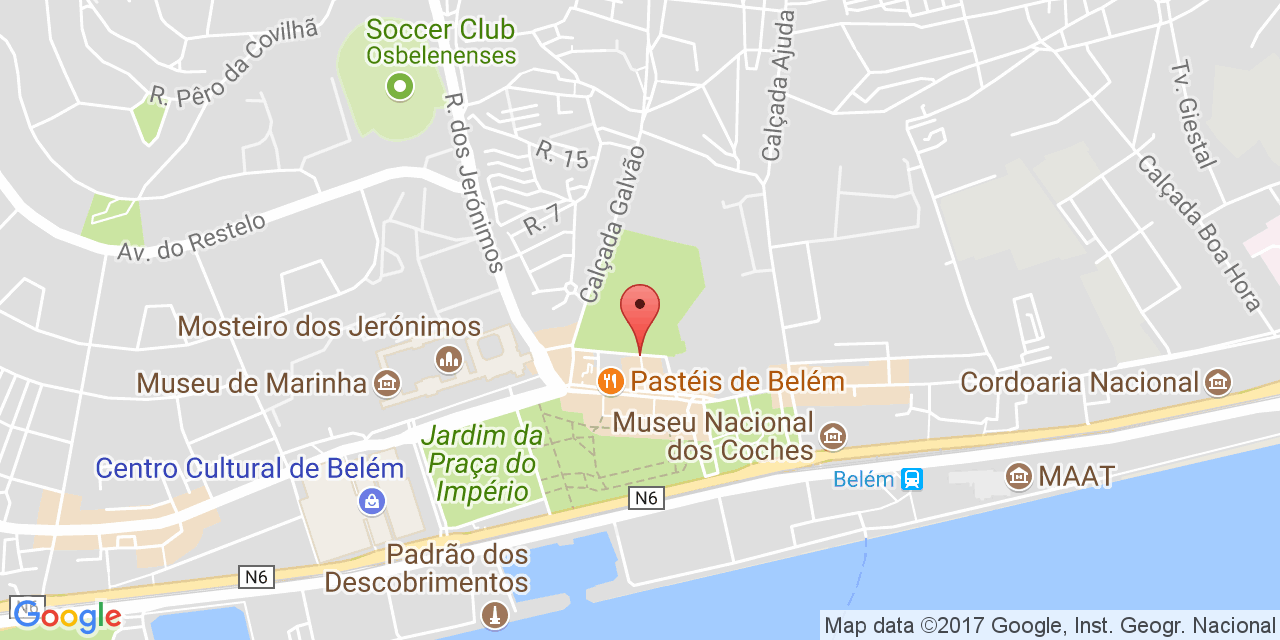 Soccer Club
Osbelenenses
R. Pêro da Covilhã
Calçada Ajuda
Tv. Giestal
R. dos Jerónimos
R. 15
Calçada Galvão
Calçada Boa Hora
R. 7
Av. do Restelo
Mosteiro dos Jerónimos
Museu de Marinha
Pastéis de Belém
Cordoaria Nacional
Museu Nacional
dos Coches
Jardim da
Praça do
Império
Centro Cultural de Belém
Belém
MAAT
N6
Padrão dos
Descobrimentos
N6
N6
Google
Map data ©2017 Google, Inst. Geogr. Nacional